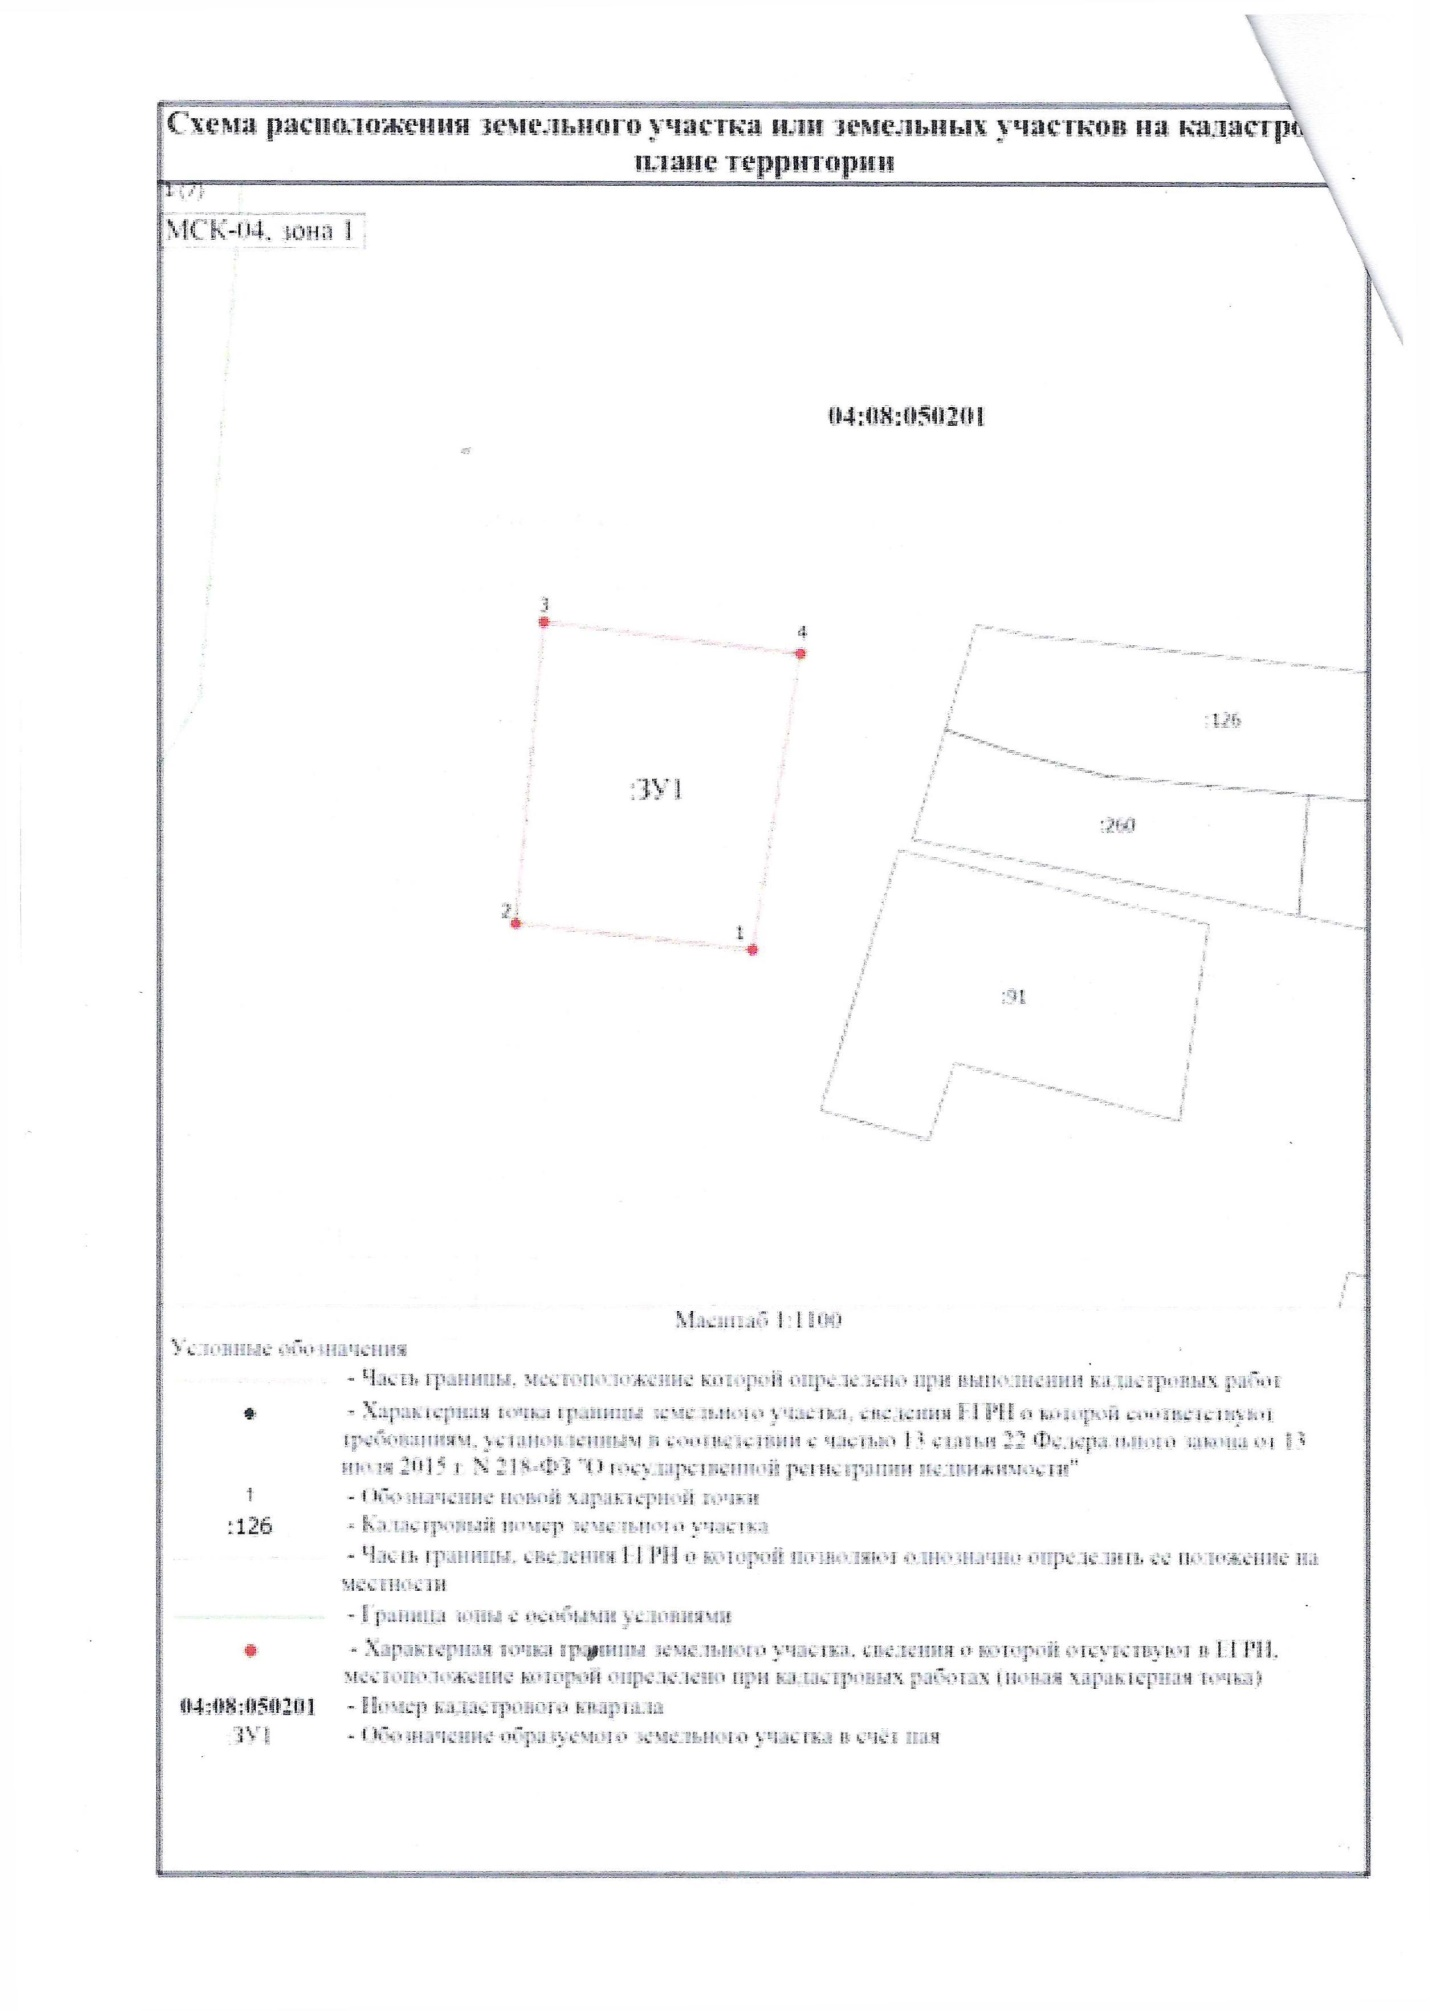 Схема расположения земельного участка или земельных участков на кадастро
плане территории
1 (7)
МСК-04, зона 1
04:08:050201
3
4
:126
:ЗУ1
:260
2
1
:91
Масштаб 1:1100
Условные обозначения
- Часть границы, местоположение которой определено при выполнении кадастровых работ
- Характерная точка границы земельного участка, сведения ЕГРН о которой соответствуют
требованиям, установленным в соответствии с частью 13 статьи 22 Федерального закона от 13
июля 2015 г. N 218-ФЗ "О государственной регистрации недвижимости"
1 - Обозначение новой характерной точки
:126 - Кадастровый номер земельного участка
- Часть границы, сведения ЕГРН о которой позволяют однозначно определить ее положение на
местности
- Граница зоны с особыми условиями
- Характерная точка границы земельного участка, сведения о которой отсутствуют в ЕГРН,
местоположение которой определено при кадастровых работах (новая характерная точка)
04:08:050201 - Номер кадастрового квартала
:ЗУ1 - Обозначение образуемого земельного участка в счёт пая